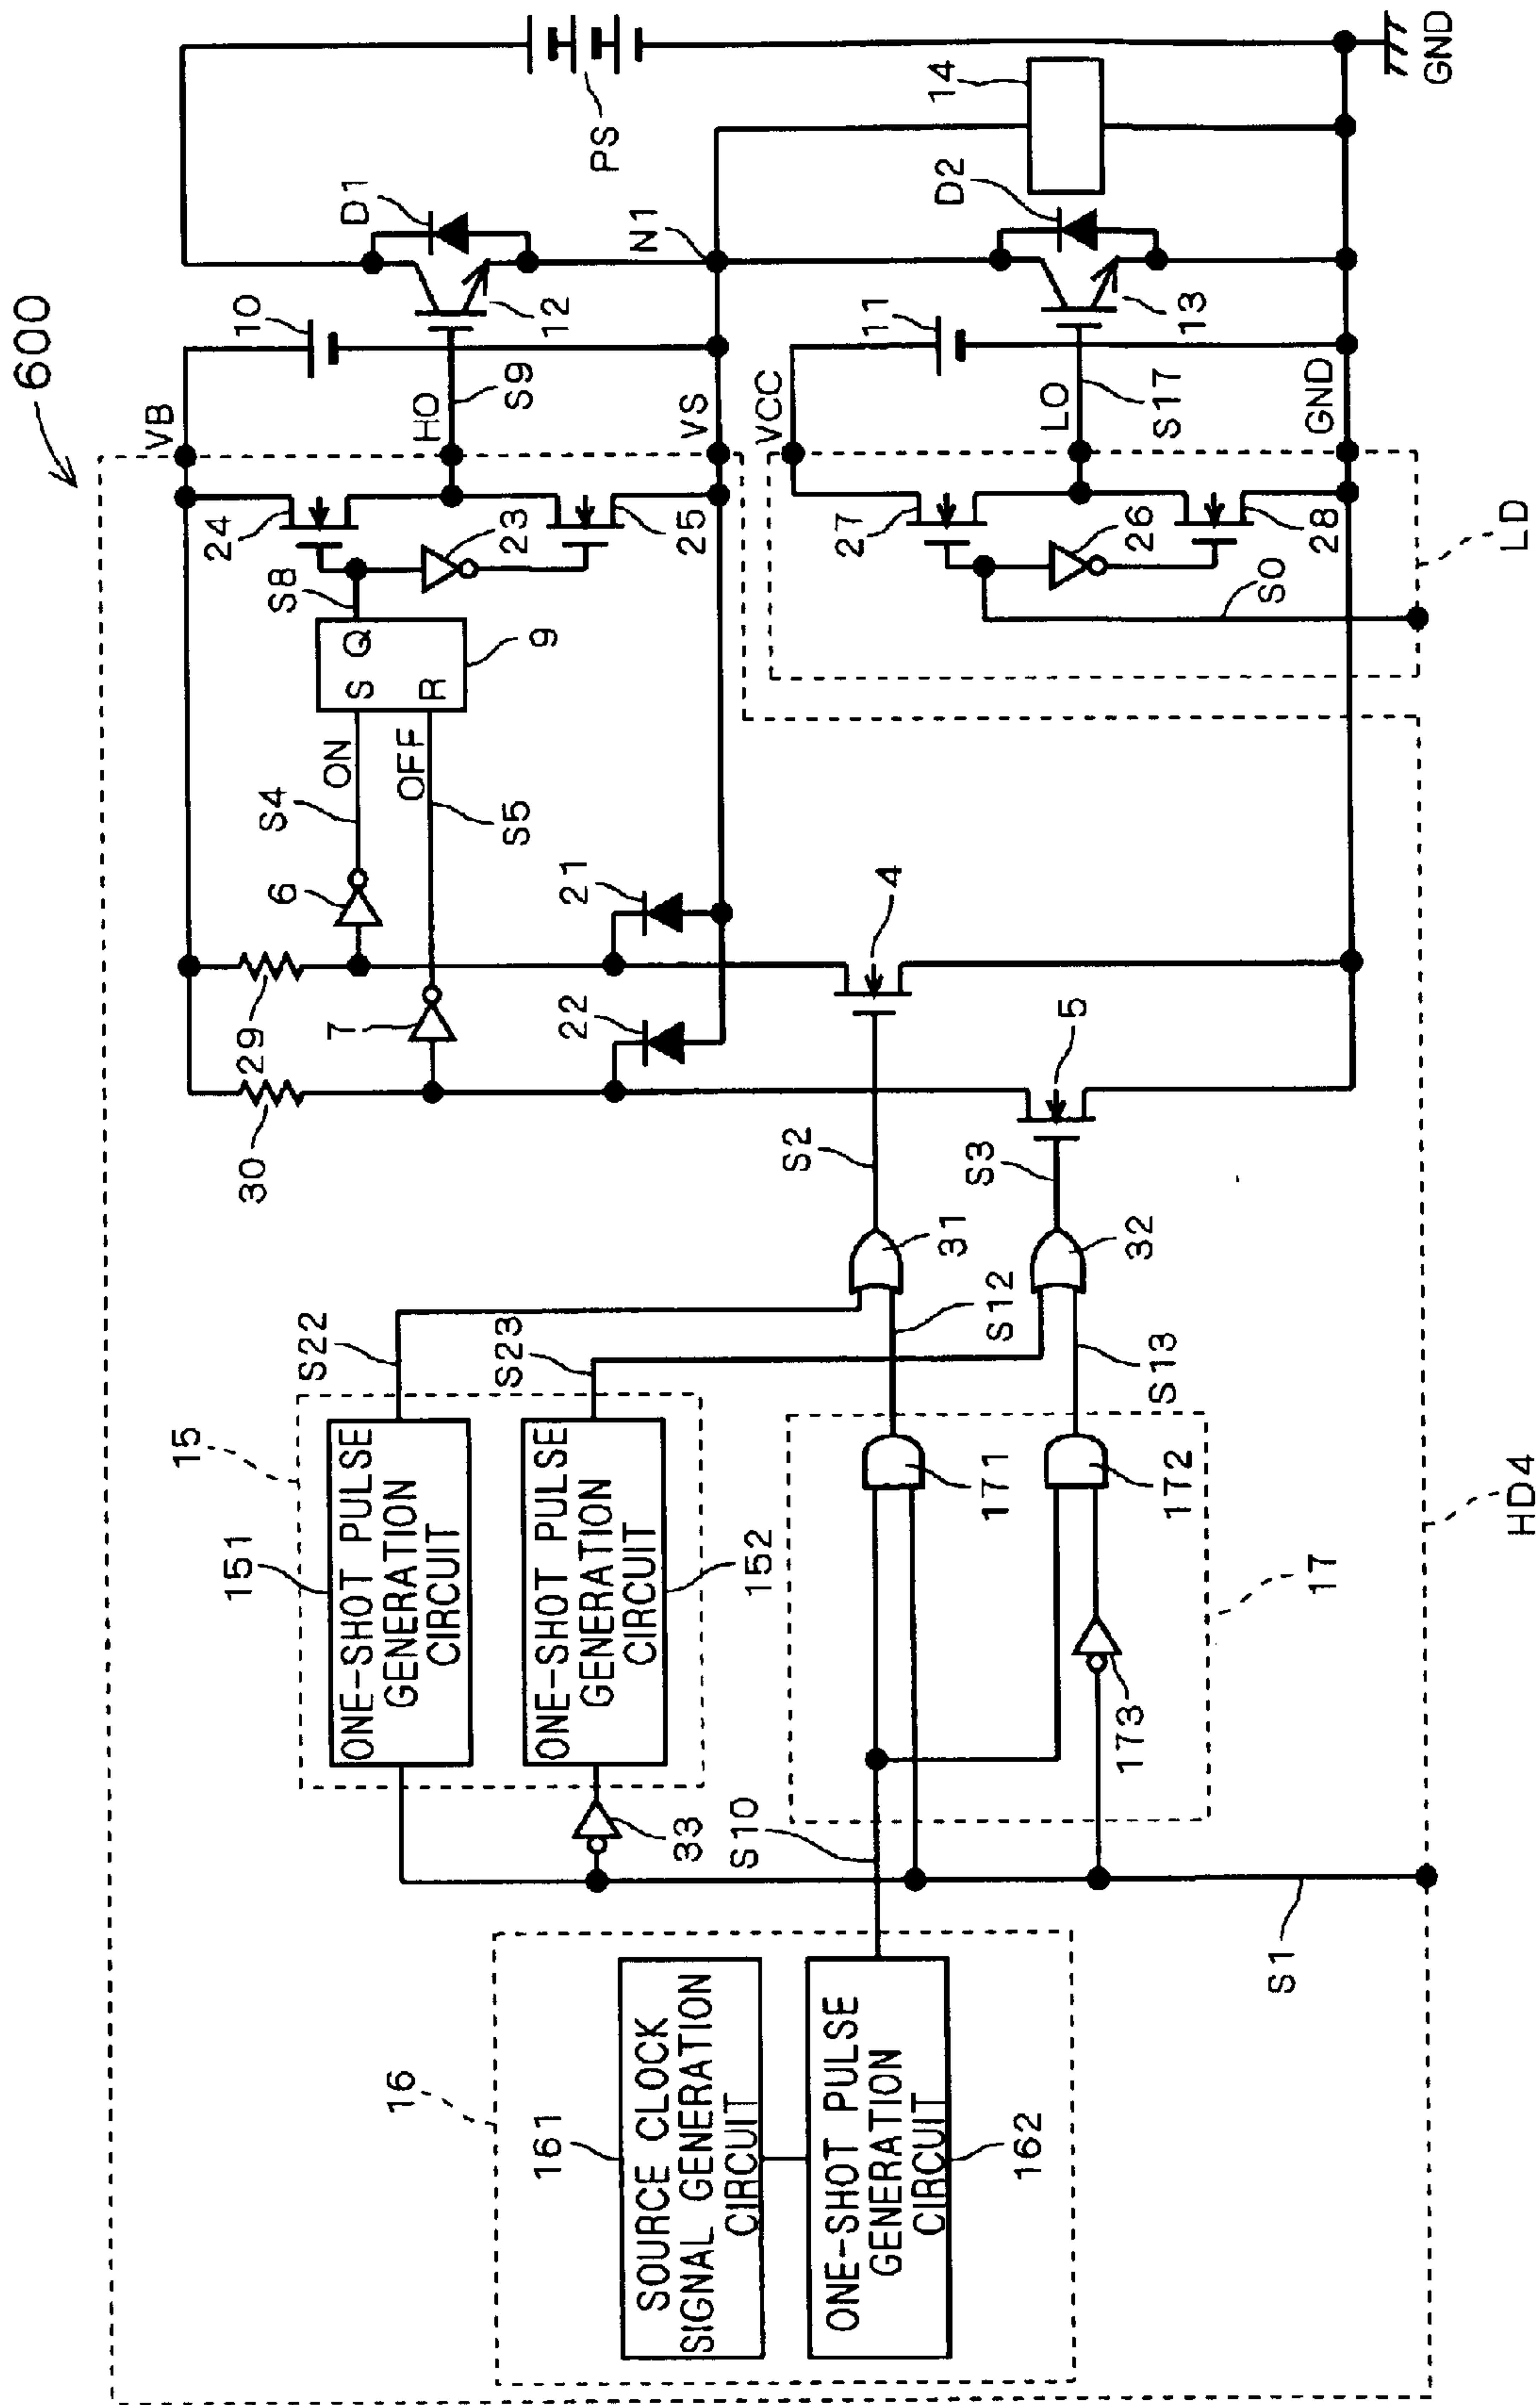 600
VB
10
D1
PS
24
S8
HO
S9
12
23
25
VS
N1
14
D2
VCC
11
27
LO
S17
13
26
28
GND
GND
S0
LD
S4
ON
S
Q
R
9
OFF
S5
6
7
29
30
21
22
4
5
S2
S3
31
32
S12
S13
S22
S23
15
151
ONE-SHOT PULSE
GENERATION
CIRCUIT
152
ONE-SHOT PULSE
GENERATION
CIRCUIT
33
171
172
173
17
S10
S1
HD4
16
161
SOURCE CLOCK
SIGNAL GENERATION
CIRCUIT
162
ONE-SHOT PULSE
GENERATION
CIRCUIT